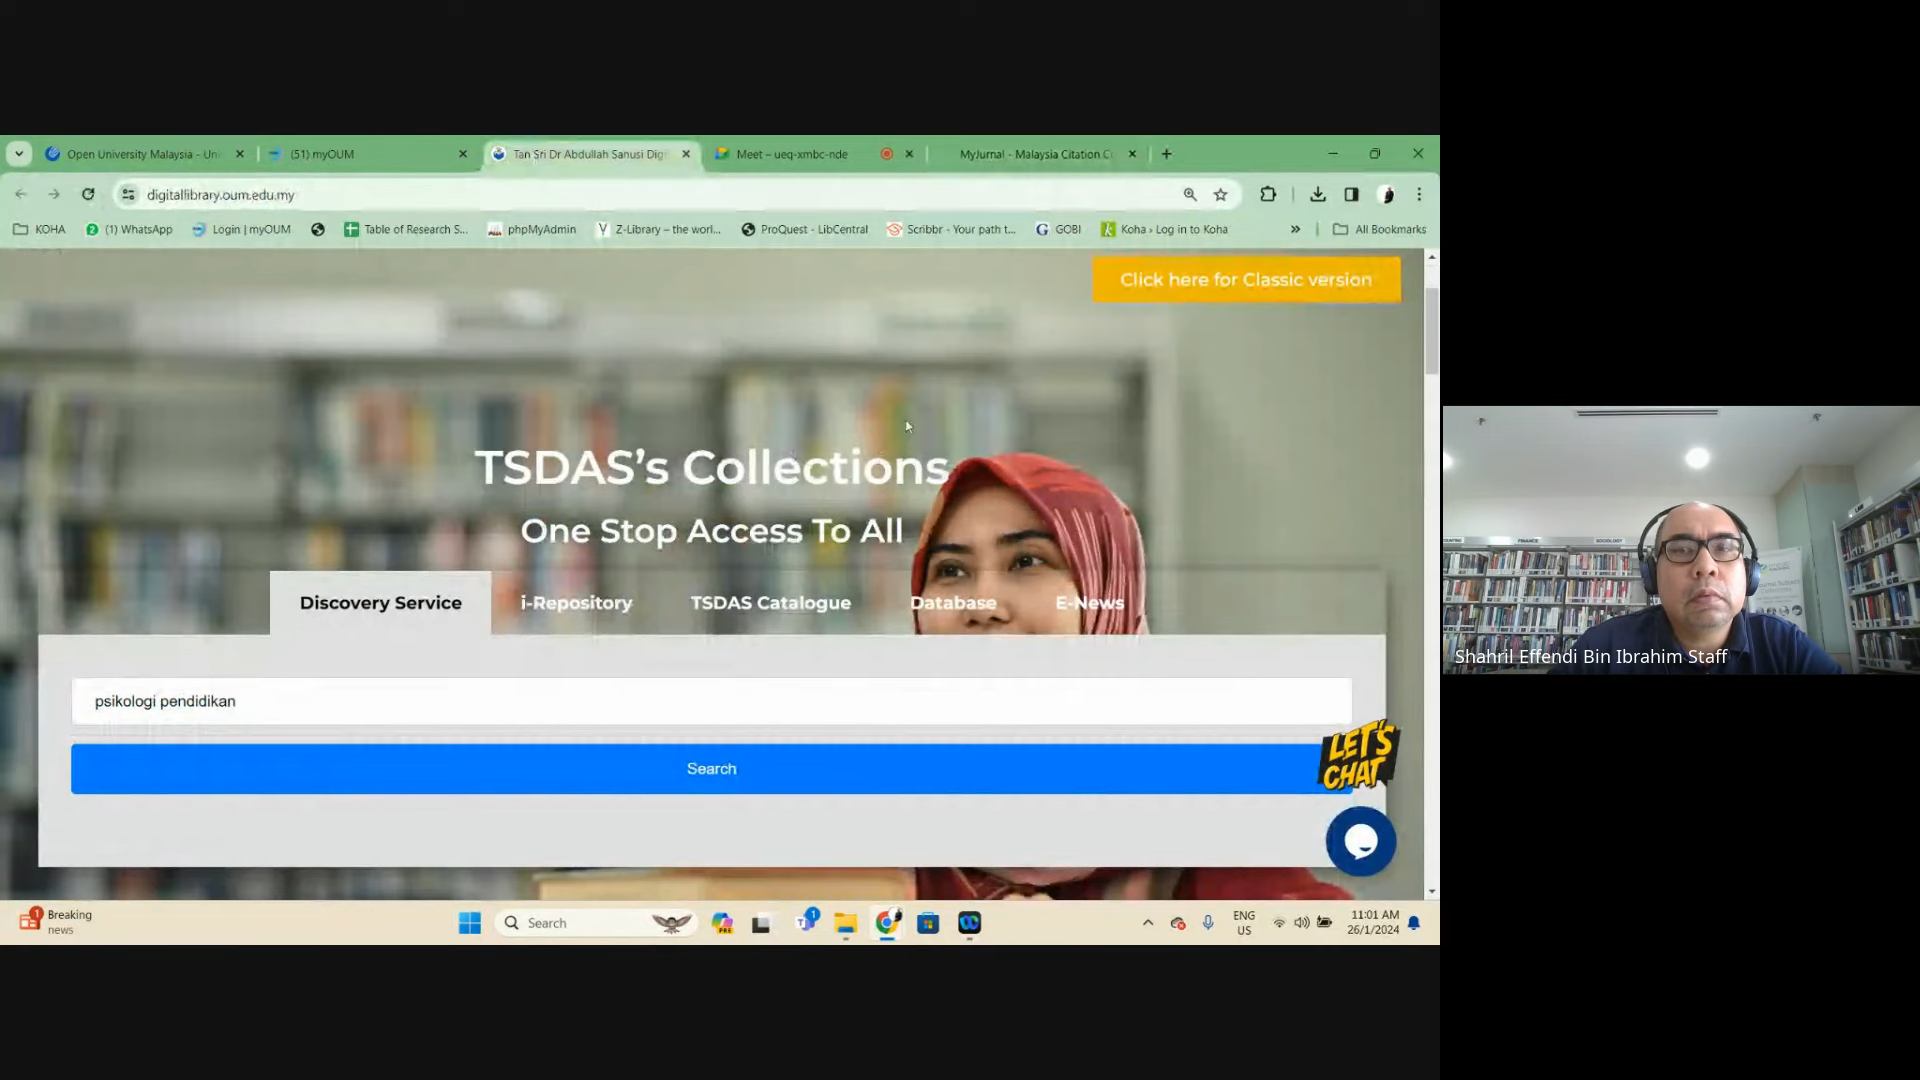 Open University Malaysia - Un
(51) myOUM
Tan Sri Dr Abdullah Sanusi Digi
Meet – ueq-xmbc-nde
MyJurnal - Malaysia Citation C
digitallibrary.oum.edu.my
KOHA
(1) WhatsApp
Login | myOUM
Table of Research S...
phpMyAdmin
Z-Library – the worl...
ProQuest - LibCentral
Scribbr - Your path t...
GOBI
Koha › Log in to Koha
All Bookmarks
Click here for Classic version
TSDAS’s Collections
One Stop Access To All
Discovery Service
i-Repository
TSDAS Catalogue
Database
E-News
psikologi pendidikan
Search
LET'S
CHAT
Shahril Effendi Bin Ibrahim Staff
Breaking
news
Search
ENG
US
11:01 AM
26/1/2024